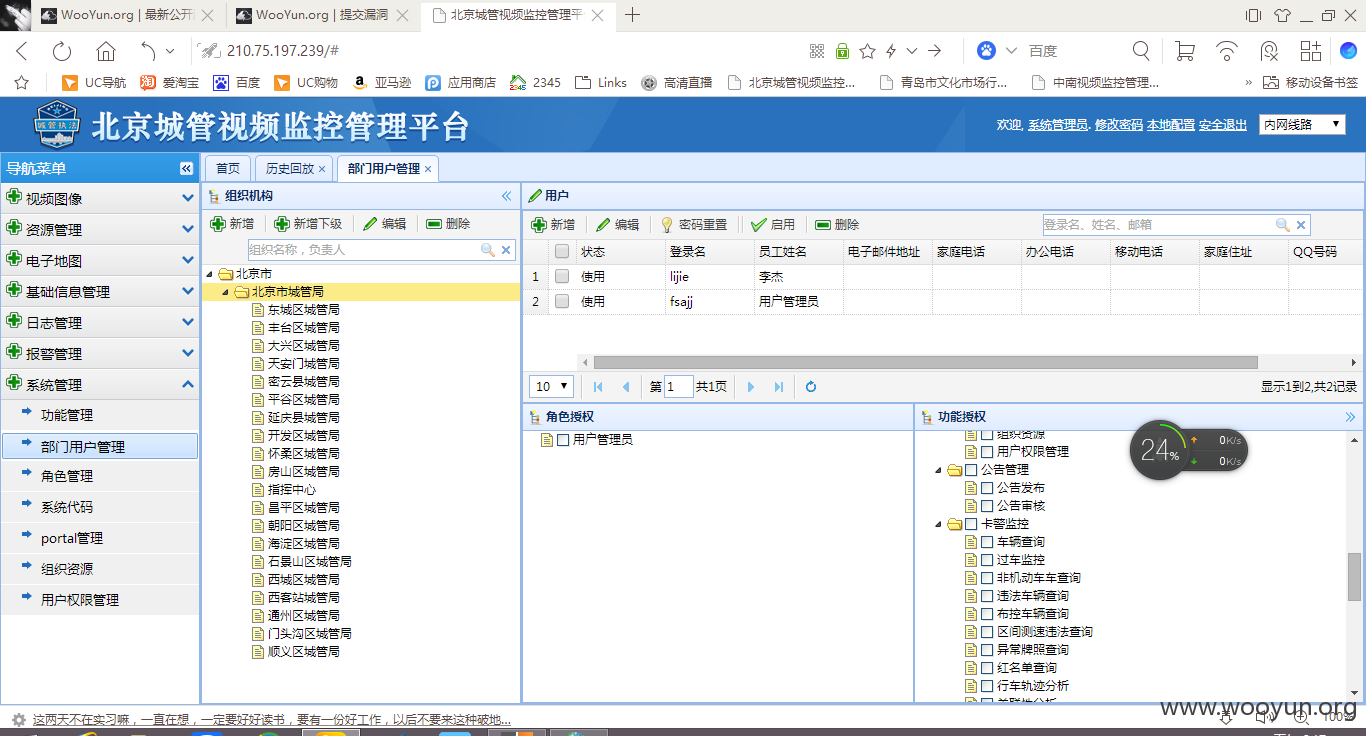 WooYun.org | 最新公开
WooYun.org | 提交漏洞
北京城管视频监控管理平
210.75.197.239/#
百度
UC导航
爱淘宝
百度
UC购物
亚马逊
应用商店
2345
Links
高清直播
北京城管视频监控...
青岛市文化市场行...
中南视频监控管理...
»
移动设备书签
城管执法
北京城管视频监控管理平台
欢迎, 系统管理员. 修改密码 本地配置 安全退出
内网线路
导航菜单
首页
历史回放
部门用户管理
视频图像
资源管理
电子地图
基础信息管理
日志管理
报警管理
系统管理
功能管理
部门用户管理
角色管理
系统代码
portal管理
组织资源
用户权限管理
组织机构
新增
新增下级
编辑
删除
组织名称，负责人
北京市
北京市城管局
东城区城管局
丰台区城管局
大兴区城管局
天安门城管局
密云县城管局
平谷区城管局
延庆县城管局
开发区城管局
怀柔区城管局
房山区城管局
指挥中心
昌平区城管局
朝阳区城管局
海淀区城管局
石景山区城管局
西城区城管局
西客站城管局
通州区城管局
门头沟区城管局
顺义区城管局
用户
新增
编辑
密码重置
启用
删除
登录名、姓名、邮箱
状态 登录名 员工姓名 电子邮件地址 家庭电话 办公电话 移动电话 家庭住址 QQ号码
1 使用 lijie 李杰
2 使用 fsajj 用户管理员
10
第 1 共1页
显示1到2,共2记录
角色授权
用户管理员
功能授权
组织资源
用户权限管理
公告管理
公告发布
公告审核
卡警监控
车辆查询
过车监控
非机动车车查询
违法车辆查询
布控车辆查询
区间测速违法查询
异常牌照查询
红名单查询
行车轨迹分析
24%
0K/s
0K/s
这两天不在实习嘛，一直在想，一定要好好读书，要有一份好工作，以后不要来这种破地...
100%
www.wooyun.org